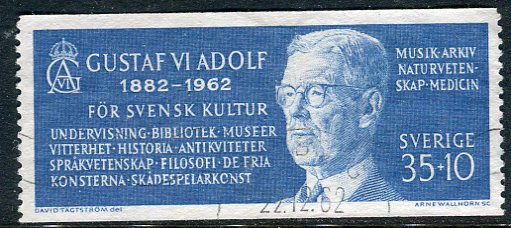 GUSTAF VI ADOLF
1882-1962
FÖR SVENSK KULTUR
UNDERVISNING·BIBLIOTEK·MUSEER
VITTERHET·HISTORIA·ANTIKVITETER
SPRÅKVETENSKAP·FILOSOFI·DE FRIA
KONSTERNA·SKÅDESPELARKONST
MUSIK·ARKIV
NATURVETEN-
SKAP·MEDICIN
SVERIGE
35+10
DAVID TÄGTSTRÖM del
ARNE WALLHORN SC
22.12.62